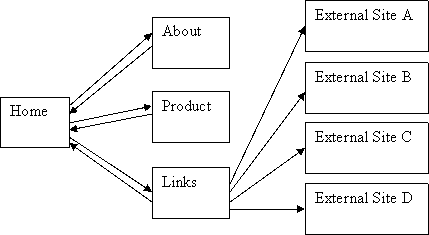 Home
About
Product
Links
External Site A
External Site B
External Site C
External Site D